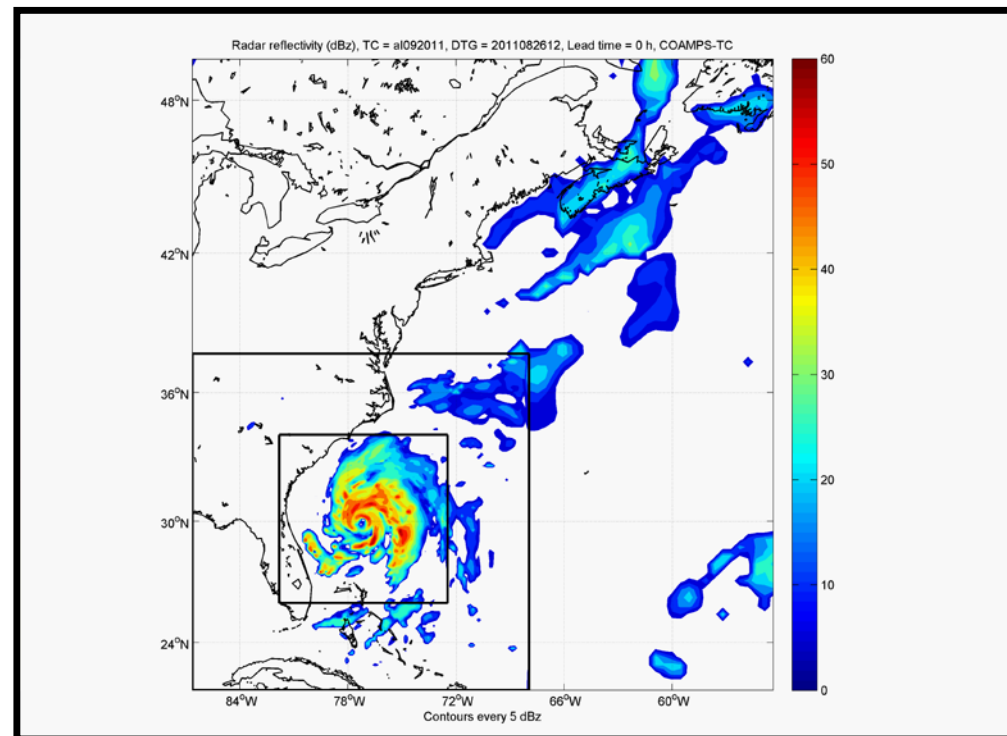 Radar reflectivity (dBz), TC = al092011, DTG = 2011082612, Lead time = 0 h, COAMPS-TC
60
48°N
50
42°N
40
30
36°N
20
30°N
10
24°N
0
84°W 78°W 72°W 66°W 60°W
Contours every 5 dBz